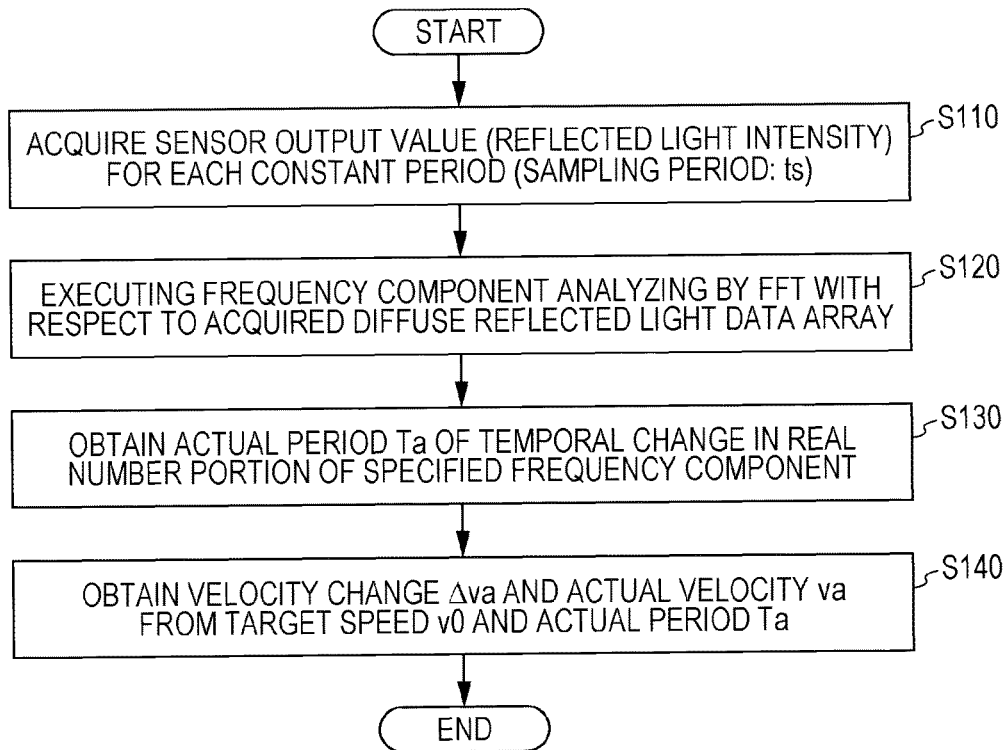 START
ACQUIRE SENSOR OUTPUT VALUE (REFLECTED LIGHT INTENSITY)
FOR EACH CONSTANT PERIOD (SAMPLING PERIOD: ts)
S110
EXECUTING FREQUENCY COMPONENT ANALYZING BY FFT WITH
RESPECT TO ACQUIRED DIFFUSE REFLECTED LIGHT DATA ARRAY
S120
OBTAIN ACTUAL PERIOD Ta OF TEMPORAL CHANGE IN REAL
NUMBER PORTION OF SPECIFIED FREQUENCY COMPONENT
S130
OBTAIN VELOCITY CHANGE Δva AND ACTUAL VELOCITY va
FROM TARGET SPEED v0 AND ACTUAL PERIOD Ta
S140
END